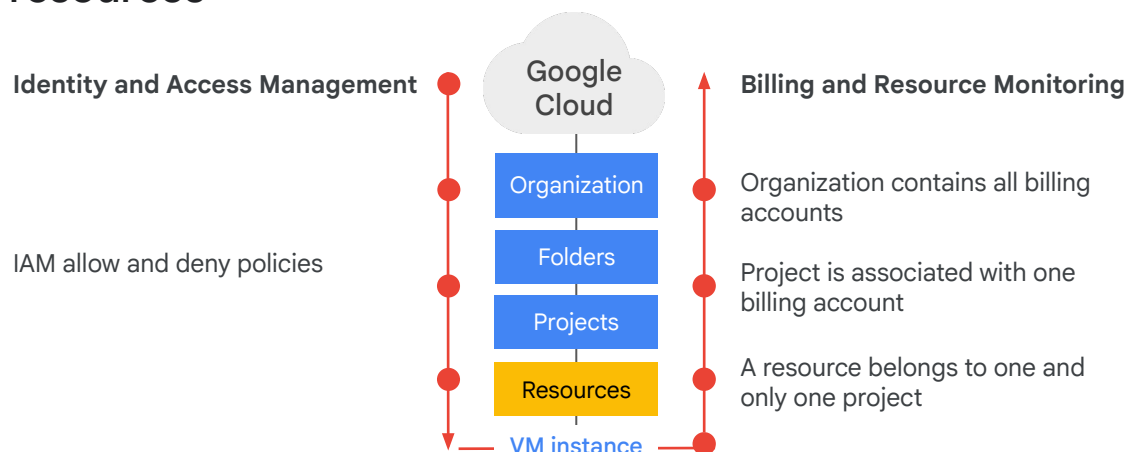 resources
Google
Cloud
Identity and Access Management
Billing and Resource Monitoring
Organization
Organization contains all billing
accounts
IAM allow and deny policies
Folders
Project is associated with one
billing account
Projects
A resource belongs to one and
only one project
Resources
VM instance